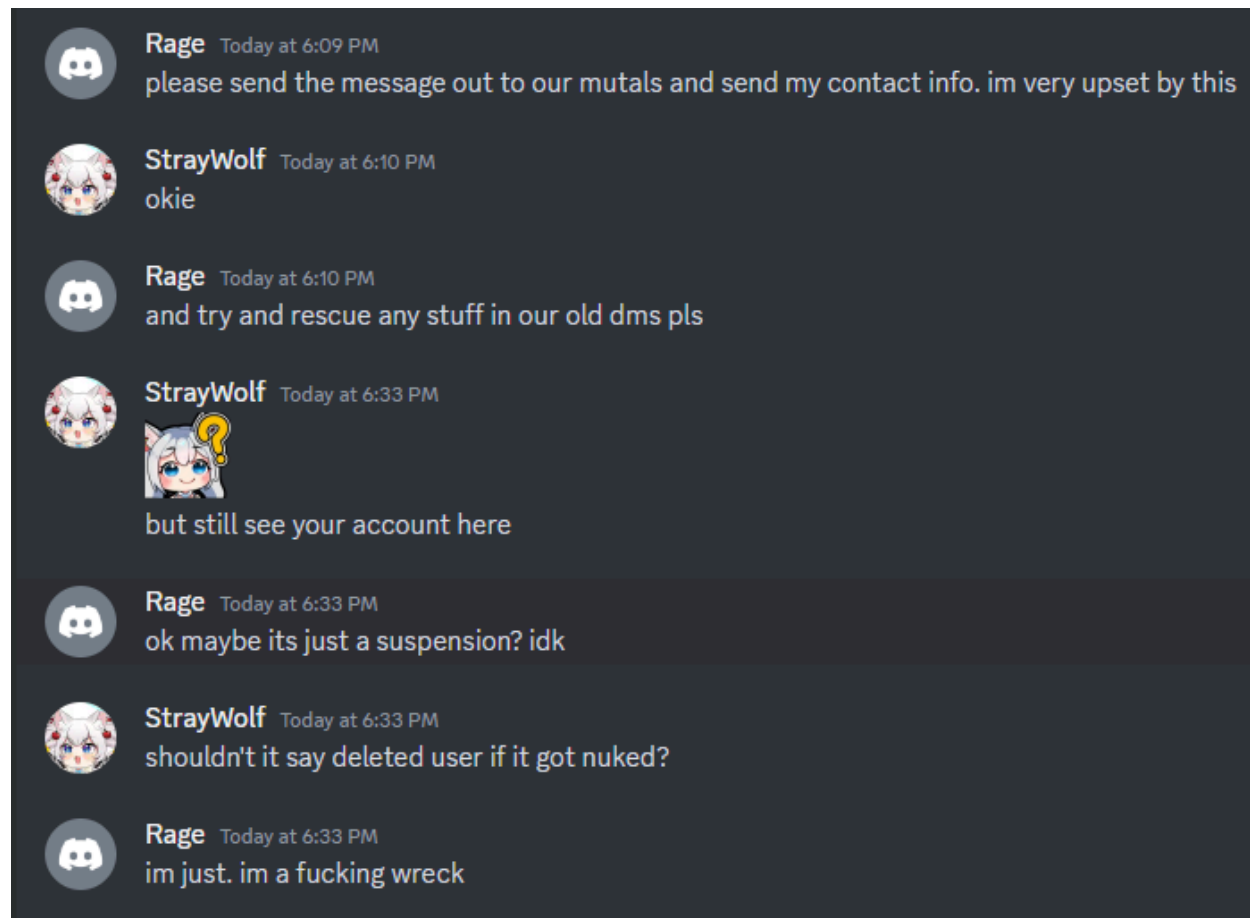 Rage Today at 6:09 PM
please send the message out to our mutals and send my contact info. im very upset by this
StrayWolf Today at 6:10 PM
okie
Rage Today at 6:10 PM
and try and rescue any stuff in our old dms pls
StrayWolf Today at 6:33 PM
?
but still see your account here
Rage Today at 6:33 PM
ok maybe its just a suspension? idk
StrayWolf Today at 6:33 PM
shouldn't it say deleted user if it got nuked?
Rage Today at 6:33 PM
im just. im a fucking wreck